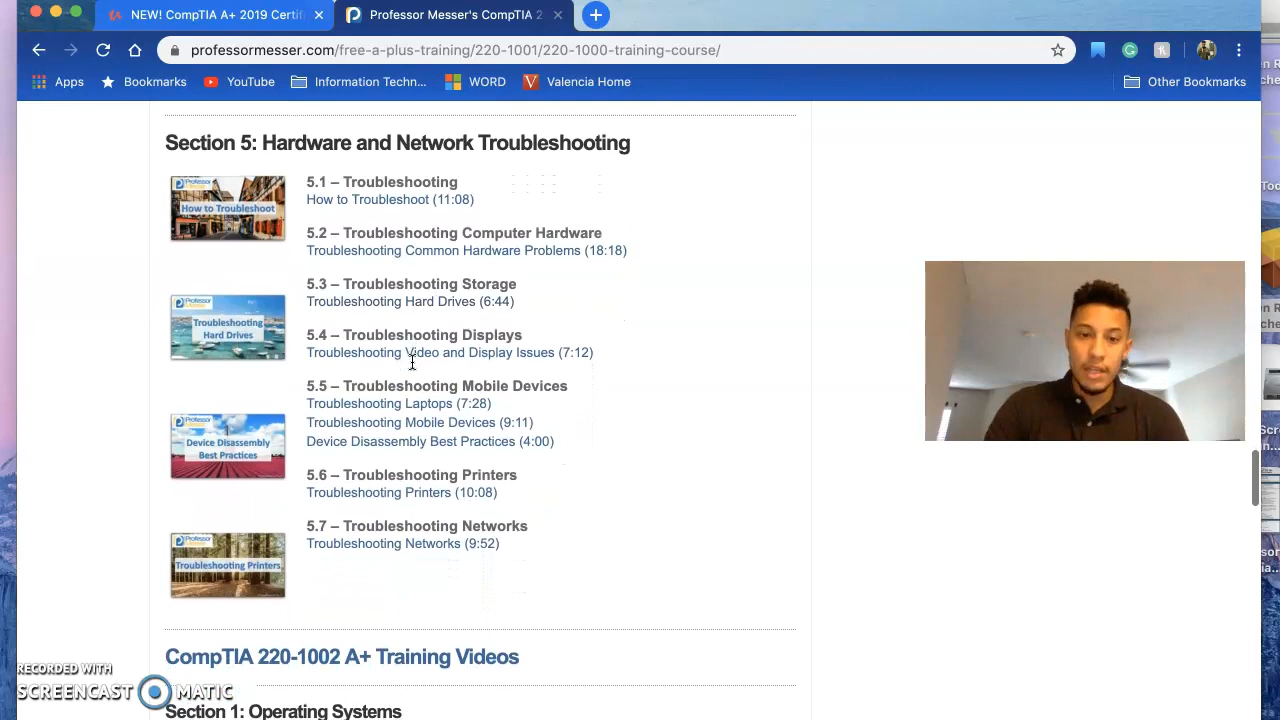 NEW! CompTIA A+ 2019 Certifi
Professor Messer's CompTIA 2
professormesser.com/free-a-plus-training/220-1001/220-1000-training-course/
Apps
Bookmarks
YouTube
Information Techn...
WORD
Valencia Home
Other Bookmarks
Section 5: Hardware and Network Troubleshooting
How to Troubleshoot
5.1 – Troubleshooting
How to Troubleshoot (11:08)
5.2 – Troubleshooting Computer Hardware
Troubleshooting Common Hardware Problems (18:18)
5.3 – Troubleshooting Storage
Troubleshooting Hard Drives (6:44)
Troubleshooting
Hard Drives
5.4 – Troubleshooting Displays
Troubleshooting Video and Display Issues (7:12)
5.5 – Troubleshooting Mobile Devices
Troubleshooting Laptops (7:28)
Troubleshooting Mobile Devices (9:11)
Device Disassembly Best Practices (4:00)
Device Disassembly
Best Practices
5.6 – Troubleshooting Printers
Troubleshooting Printers (10:08)
5.7 – Troubleshooting Networks
Troubleshooting Networks (9:52)
Troubleshooting Printers
CompTIA 220-1002 A+ Training Videos
RECORDED WITH
SCREENCAST MATIC
Section 1: Operating Systems